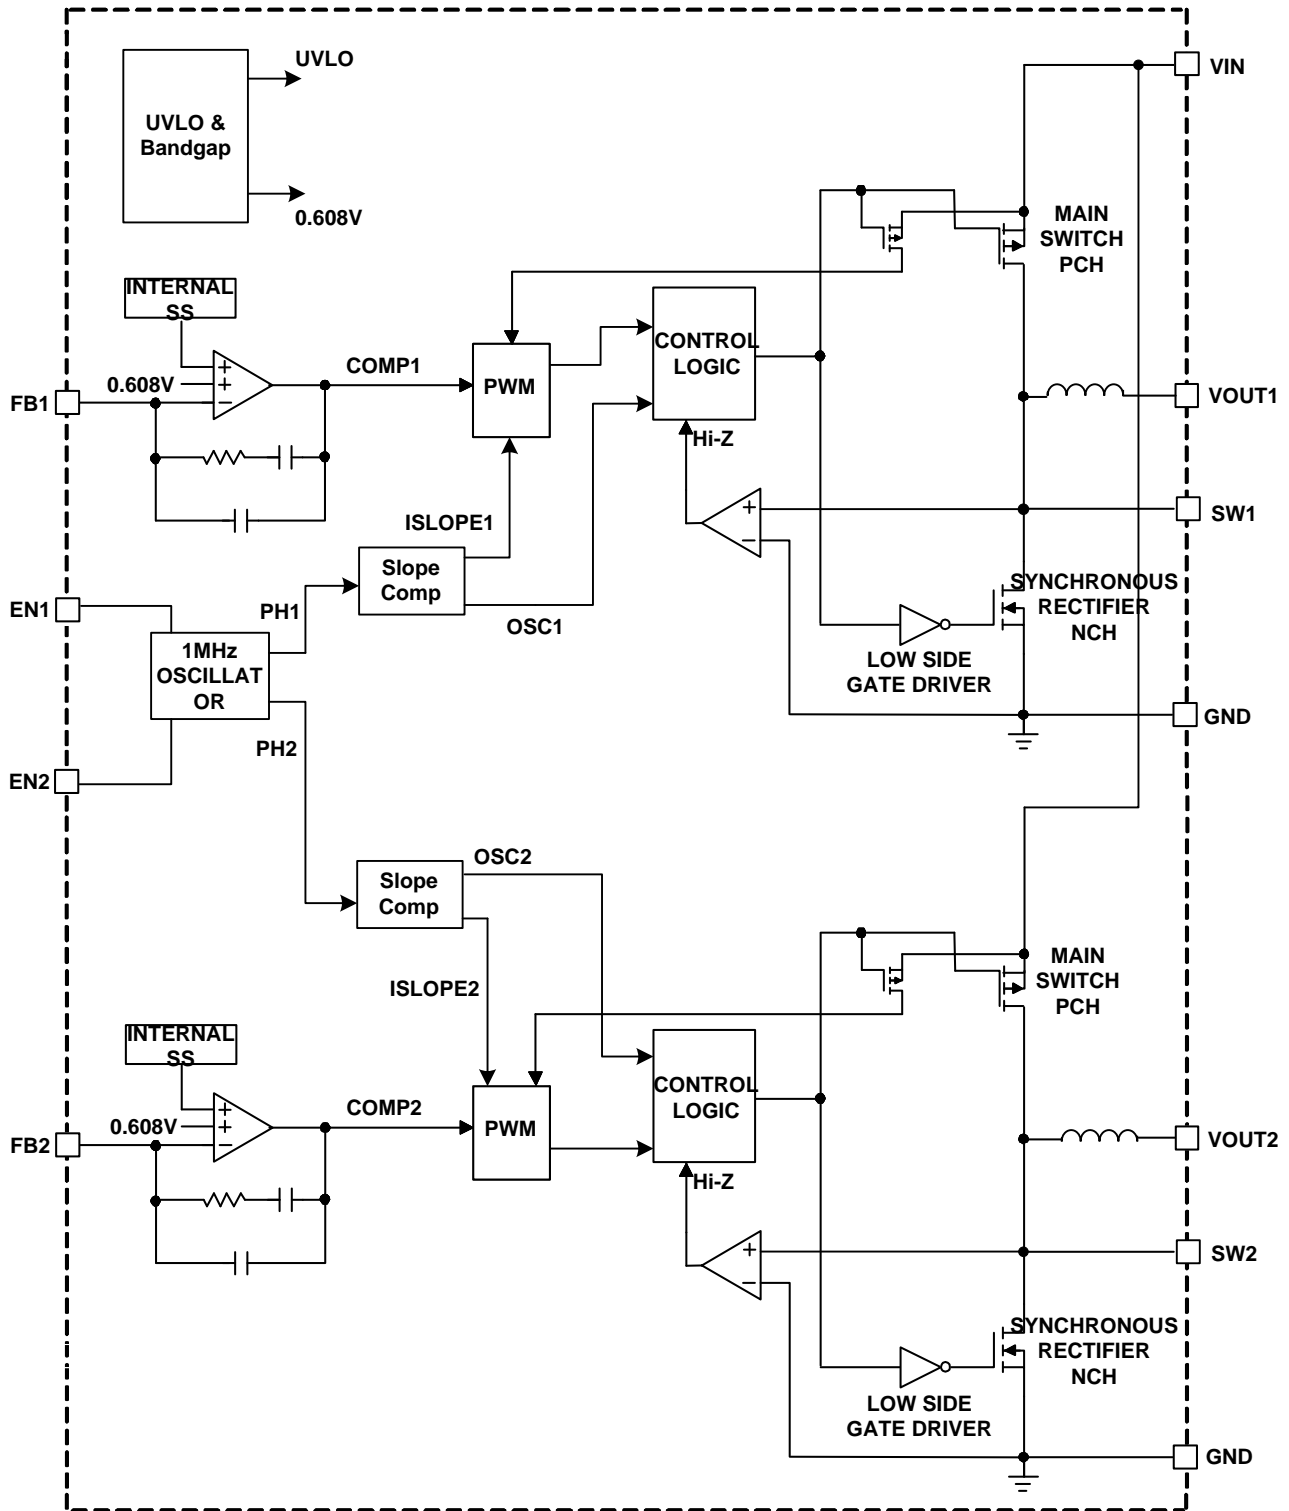 UVLO
UVLO &
Bandgap
0.608V
VIN
MAIN
SWITCH
PCH
INTERNAL
SS
+
+
−
0.608V
COMP1
PWM
CONTROL
LOGIC
FB1
VOUT1
Hi-Z
+
−
ISLOPE1
SW1
Slope
Comp
EN1
PH1
OSC1
SYNCHRONOUS
RECTIFIER
NCH
1MHz
OSCILLAT
OR
LOW SIDE
GATE DRIVER
GND
PH2
EN2
OSC2
Slope
Comp
ISLOPE2
MAIN
SWITCH
PCH
INTERNAL
SS
+
+
−
0.608V
COMP2
PWM
CONTROL
LOGIC
FB2
VOUT2
Hi-Z
+
−
SW2
SYNCHRONOUS
RECTIFIER
NCH
LOW SIDE
GATE DRIVER
GND